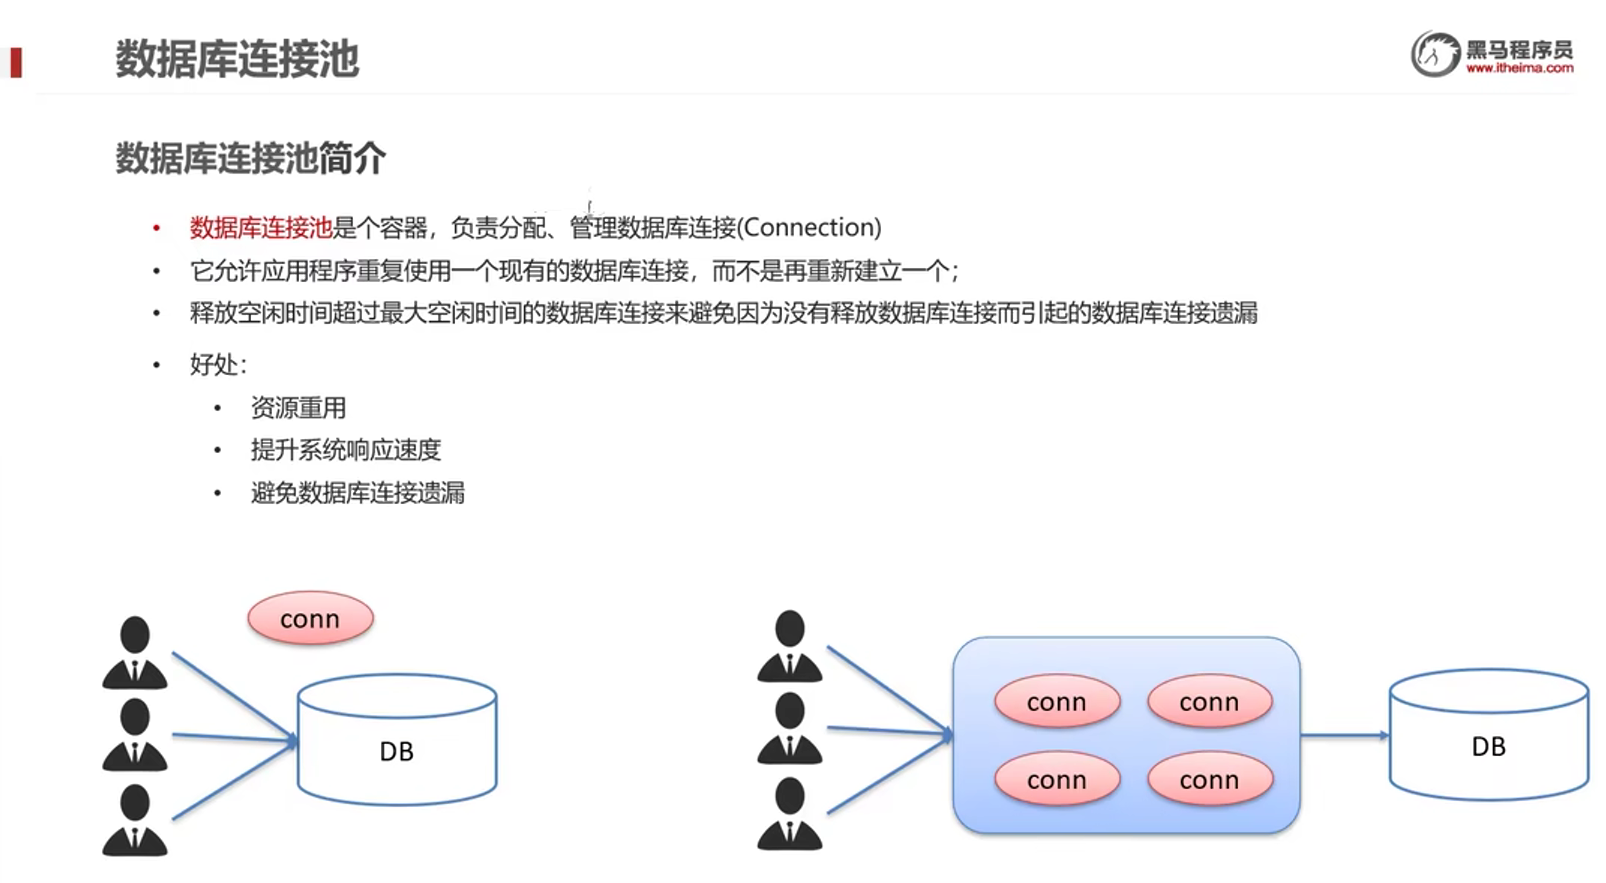 数据库连接池
黑马程序员
www.itheima.com
数据库连接池简介
• 数据库连接池是个容器，负责分配、管理数据库连接(Connection)
• 它允许应用程序重复使用一个现有的数据库连接，而不是再重新建立一个；
• 释放空闲时间超过最大空闲时间的数据库连接来避免因为没有释放数据库连接而引起的数据库连接遗漏
• 好处：
• 资源重用
• 提升系统响应速度
• 避免数据库连接遗漏
conn
DB
conn
conn
conn
conn
DB